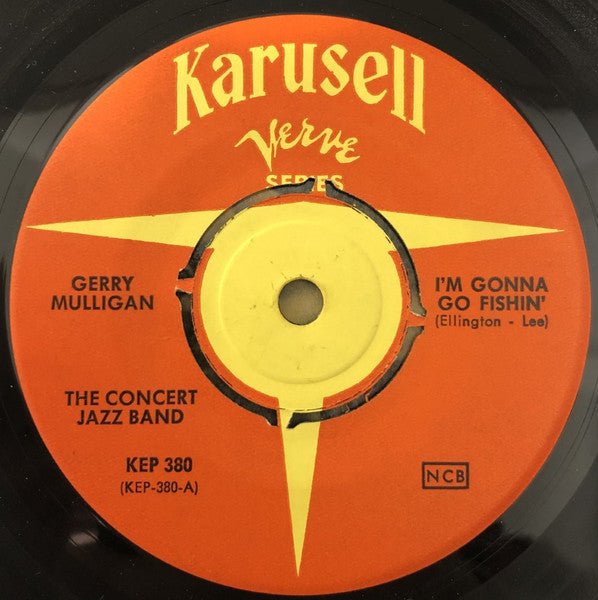 Karusell
Verve
SERIES
GERRY
MULLIGAN
I'M GONNA
GO FISHIN'
(Ellington - Lee)
THE CONCERT
JAZZ BAND
KEP 380
(KEP-380-A)
NCB